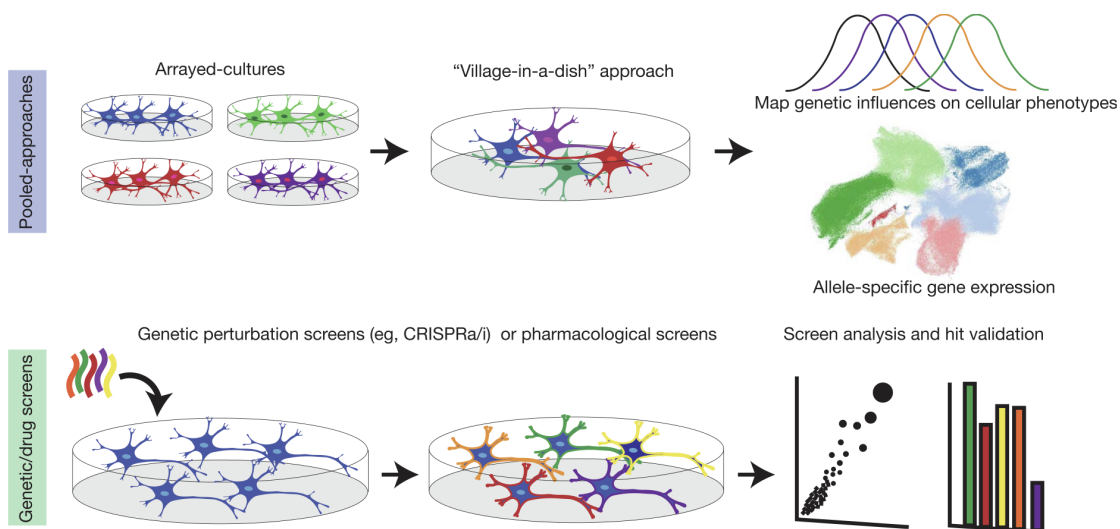 Pooled-approaches
Arrayed-cultures
“Village-in-a-dish” approach
Map genetic influences on cellular phenotypes
Allele-specific gene expression
Genetic/drug screens
Genetic perturbation screens (eg, CRISPRa/i) or pharmacological screens
Screen analysis and hit validation